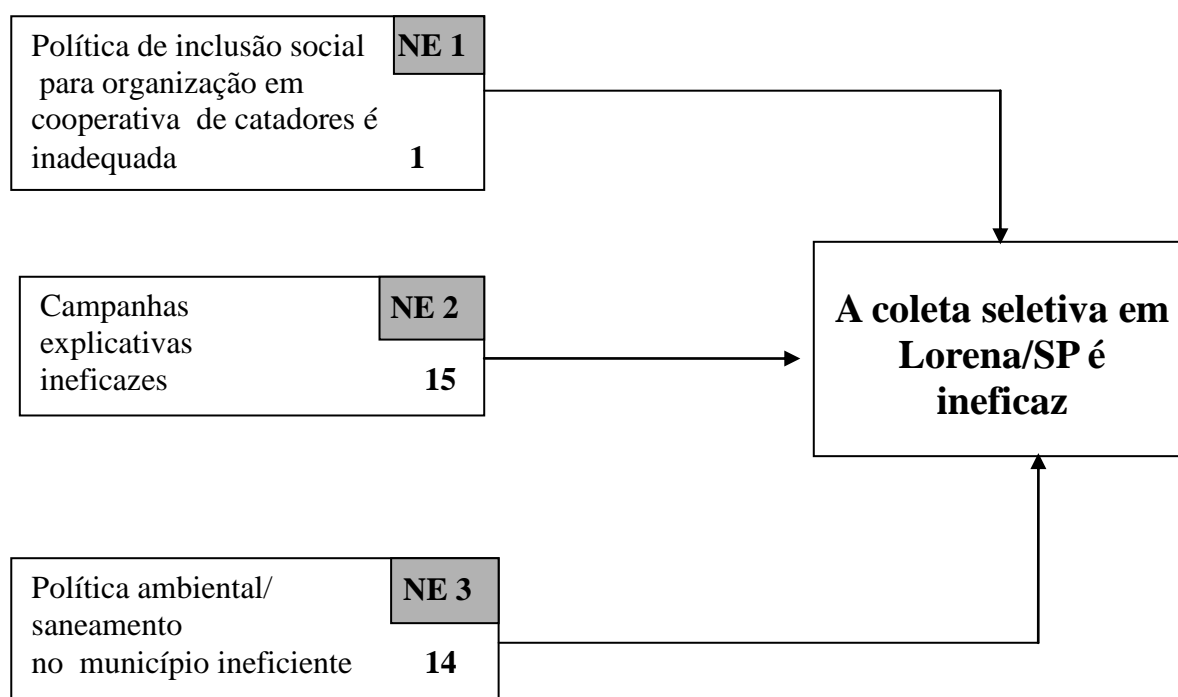 Política de inclusão social
NE 1
para organização em
cooperativa de catadores é
inadequada
1
Campanhas
NE 2
explicativas
ineficazes
15
A coleta seletiva em
Lorena/SP é
ineficaz
Política ambiental/
NE 3
saneamento
no município ineficiente
14